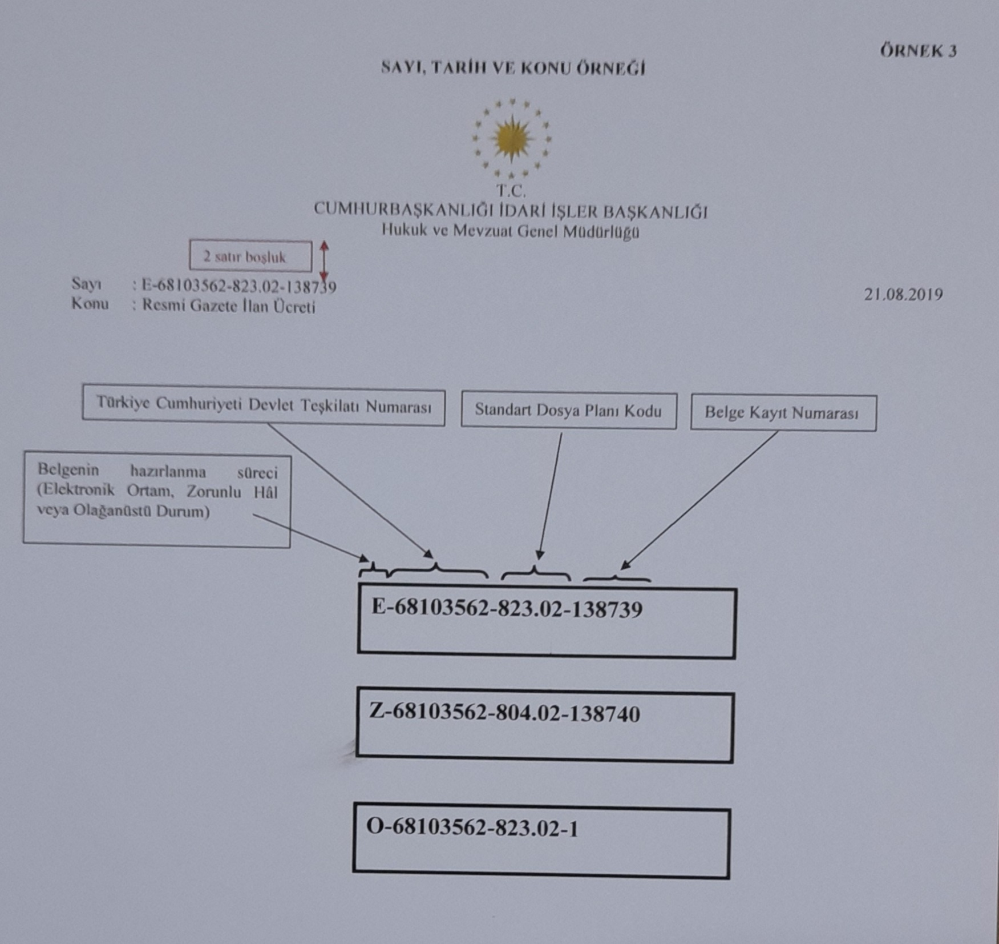 ÖRNEK 3
SAYI, TARİH VE KONU ÖRNEĞİ
T.C.
CUMHURBAŞKANLIĞI İDARİ İŞLER BAŞKANLIĞI
Hukuk ve Mevzuat Genel Müdürlüğü
2 satır boşluk
Sayı : E-68103562-823.02-138739
21.08.2019
Konu : Resmi Gazete İlan Ücreti
Türkiye Cumhuriyeti Devlet Teşkilatı Numarası
Standart Dosya Planı Kodu
Belge Kayıt Numarası
Belgenin hazırlanma süreci
(Elektronik Ortam, Zorunlu Hâl
veya Olağanüstü Durum)
E-68103562-823.02-138739
Z-68103562-804.02-138740
O-68103562-823.02-1